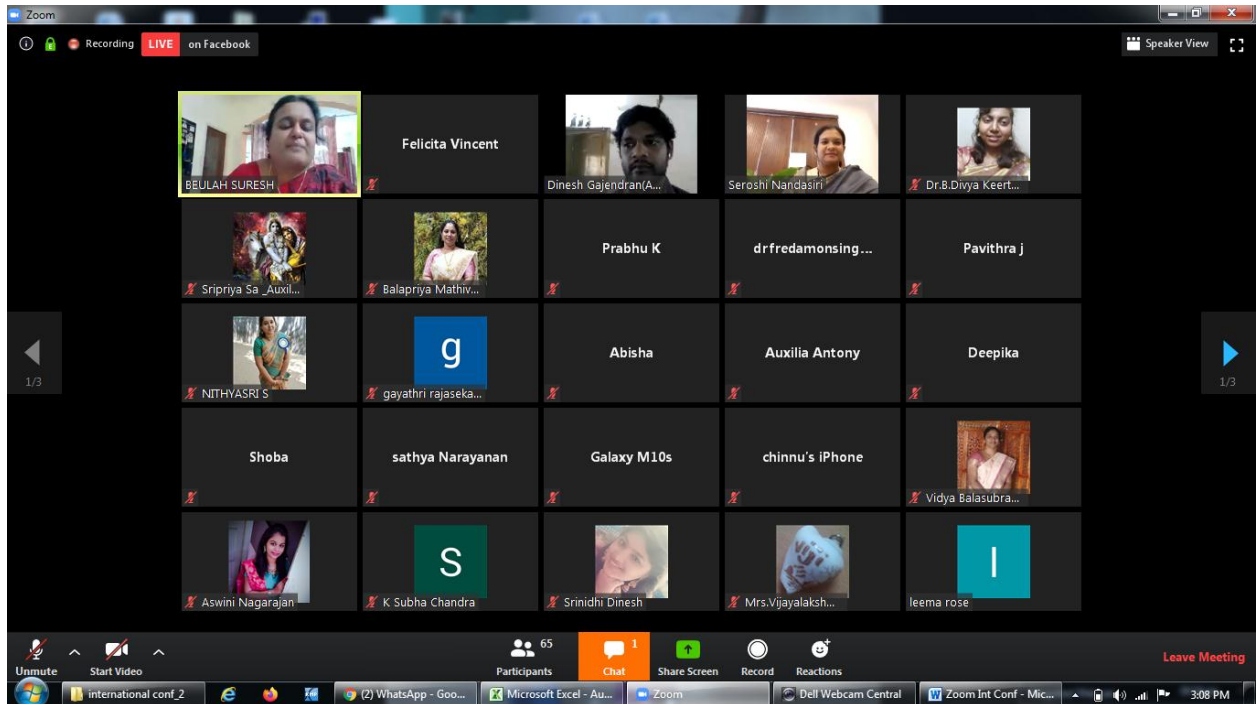 Zoom
Recording LIVE on Facebook
Speaker View
BEULAH SURESH
Felicita Vincent
Dinesh Gajendran(A...
Seroshi Nandasiri
Dr.B.Divya Keert...
Sripriya Sa _Auxil...
Balapriya Mathiv...
Prabhu K
drfredamonsing...
Pavithra j
NITHYASRI S
g
gayathri rajaseka...
Abisha
Auxilia Antony
Deepika
1/3
1/3
Shoba
sathya Narayanan
Galaxy M10s
chinnu's iPhone
Vidya Balasubra...
Aswini Nagarajan
S
K Subha Chandra
Srinidhi Dinesh
Mrs.Vijayalaksh...
l
leema rose
Unmute
Start Video
65
Participants
1
Chat
Share Screen
Record
Reactions
Leave Meeting
international conf_2
(2) WhatsApp - Goo...
Microsoft Excel - Au...
Zoom
Dell Webcam Central
Zoom Int Conf - Mic...
3:08 PM